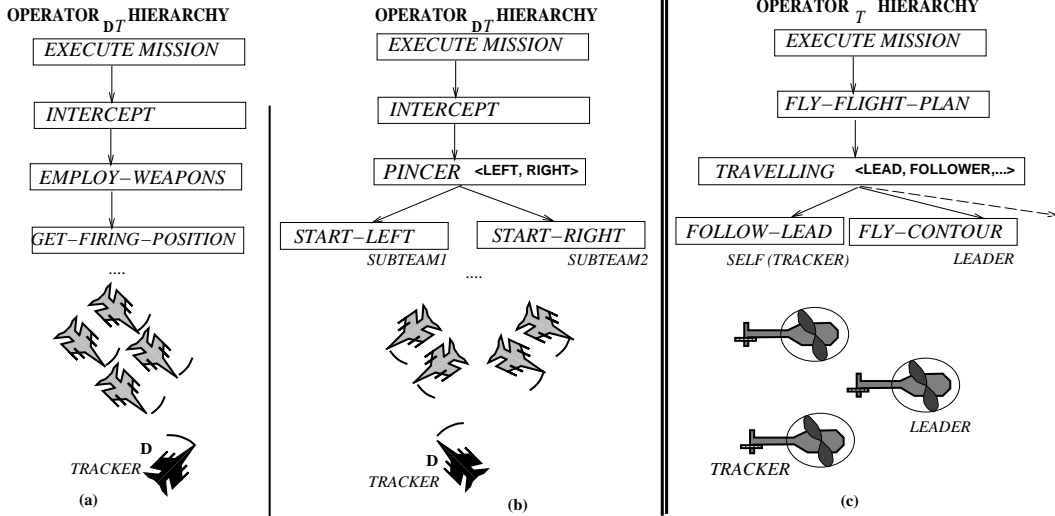 OPERATOR DT HIERARCHY
EXECUTE MISSION
INTERCEPT
EMPLOY−WEAPONS
GET−FIRING−POSITION
....
D
TRACKER
(a)
OPERATOR DT HIERARCHY
EXECUTE MISSION
INTERCEPT
PINCER <LEFT, RIGHT>
START−LEFT START−RIGHT
SUBTEAM1 SUBTEAM2
....
D
TRACKER
(b)
OPERATOR T HIERARCHY
EXECUTE MISSION
FLY−FLIGHT−PLAN
TRAVELLING <LEAD, FOLLOWER,...>
FOLLOW−LEAD FLY−CONTOUR
SELF (TRACKER) LEADER
LEADER
TRACKER
(c)